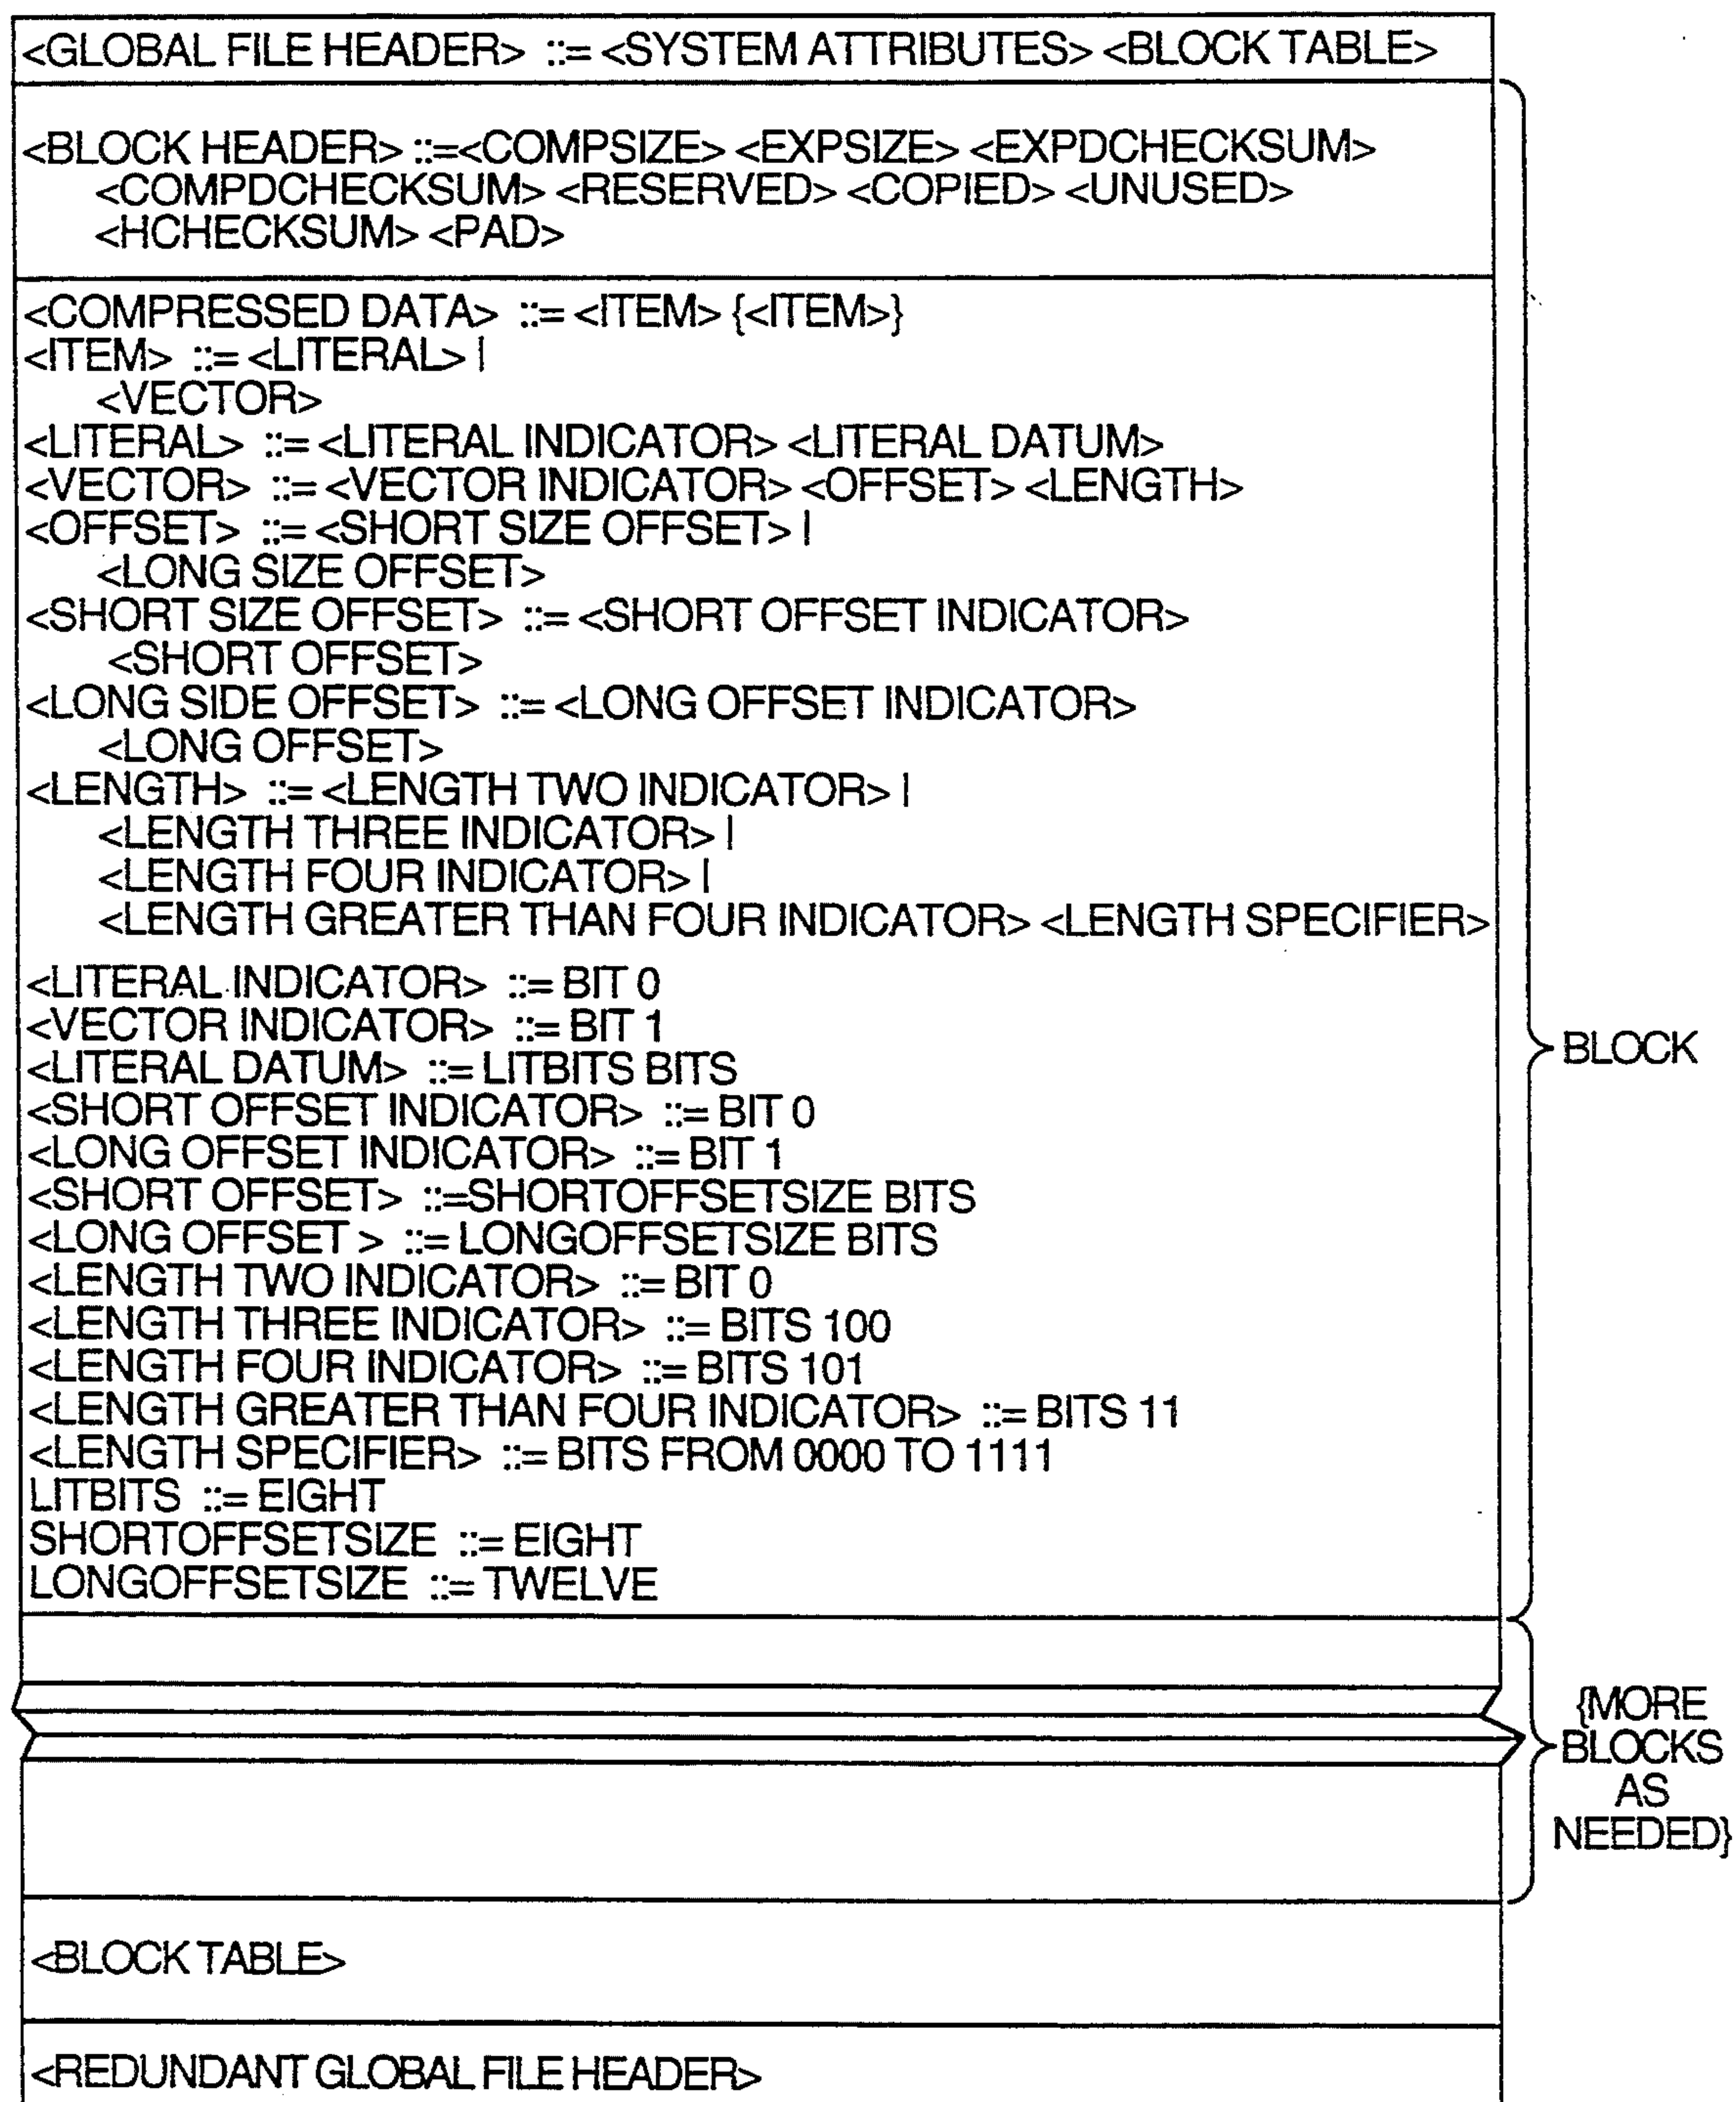 <GLOBAL FILE HEADER> ::= <SYSTEM ATTRIBUTES> <BLOCK TABLE>
<BLOCK HEADER> ::=<COMPSIZE> <EXPSIZE> <EXPDCHECKSUM>
<COMPDCHECKSUM> <RESERVED> <COPIED> <UNUSED>
<HCHECKSUM> <PAD>
<COMPRESSED DATA> ::= <ITEM> {<ITEM>}
<ITEM> ::= <LITERAL> |
<VECTOR>
<LITERAL> ::= <LITERAL INDICATOR> <LITERAL DATUM>
<VECTOR> ::= <VECTOR INDICATOR> <OFFSET> <LENGTH>
<OFFSET> ::= <SHORT SIZE OFFSET> |
<LONG SIZE OFFSET>
<SHORT SIZE OFFSET> ::= <SHORT OFFSET INDICATOR>
<SHORT OFFSET>
<LONG SIDE OFFSET> ::= <LONG OFFSET INDICATOR>
<LONG OFFSET>
<LENGTH> ::= <LENGTH TWO INDICATOR> |
<LENGTH THREE INDICATOR> |
<LENGTH FOUR INDICATOR> |
<LENGTH GREATER THAN FOUR INDICATOR> <LENGTH SPECIFIER>
<LITERAL INDICATOR> ::= BIT 0
<VECTOR INDICATOR> ::= BIT 1
<LITERAL DATUM> ::= LITBITS BITS
<SHORT OFFSET INDICATOR> ::= BIT 0
<LONG OFFSET INDICATOR> ::= BIT 1
<SHORT OFFSET> ::=SHORTOFFSETSIZE BITS
<LONG OFFSET > ::= LONGOFFSETSIZE BITS
<LENGTH TWO INDICATOR> ::= BIT 0
<LENGTH THREE INDICATOR> ::= BITS 100
<LENGTH FOUR INDICATOR> ::= BITS 101
<LENGTH GREATER THAN FOUR INDICATOR> ::= BITS 11
<LENGTH SPECIFIER> ::= BITS FROM 0000 TO 1111
LITBITS ::= EIGHT
SHORTOFFSETSIZE ::= EIGHT
LONGOFFSETSIZE ::= TWELVE
BLOCK
{MORE
BLOCKS
AS
NEEDED}
<BLOCK TABLE>
<REDUNDANT GLOBAL FILE HEADER>